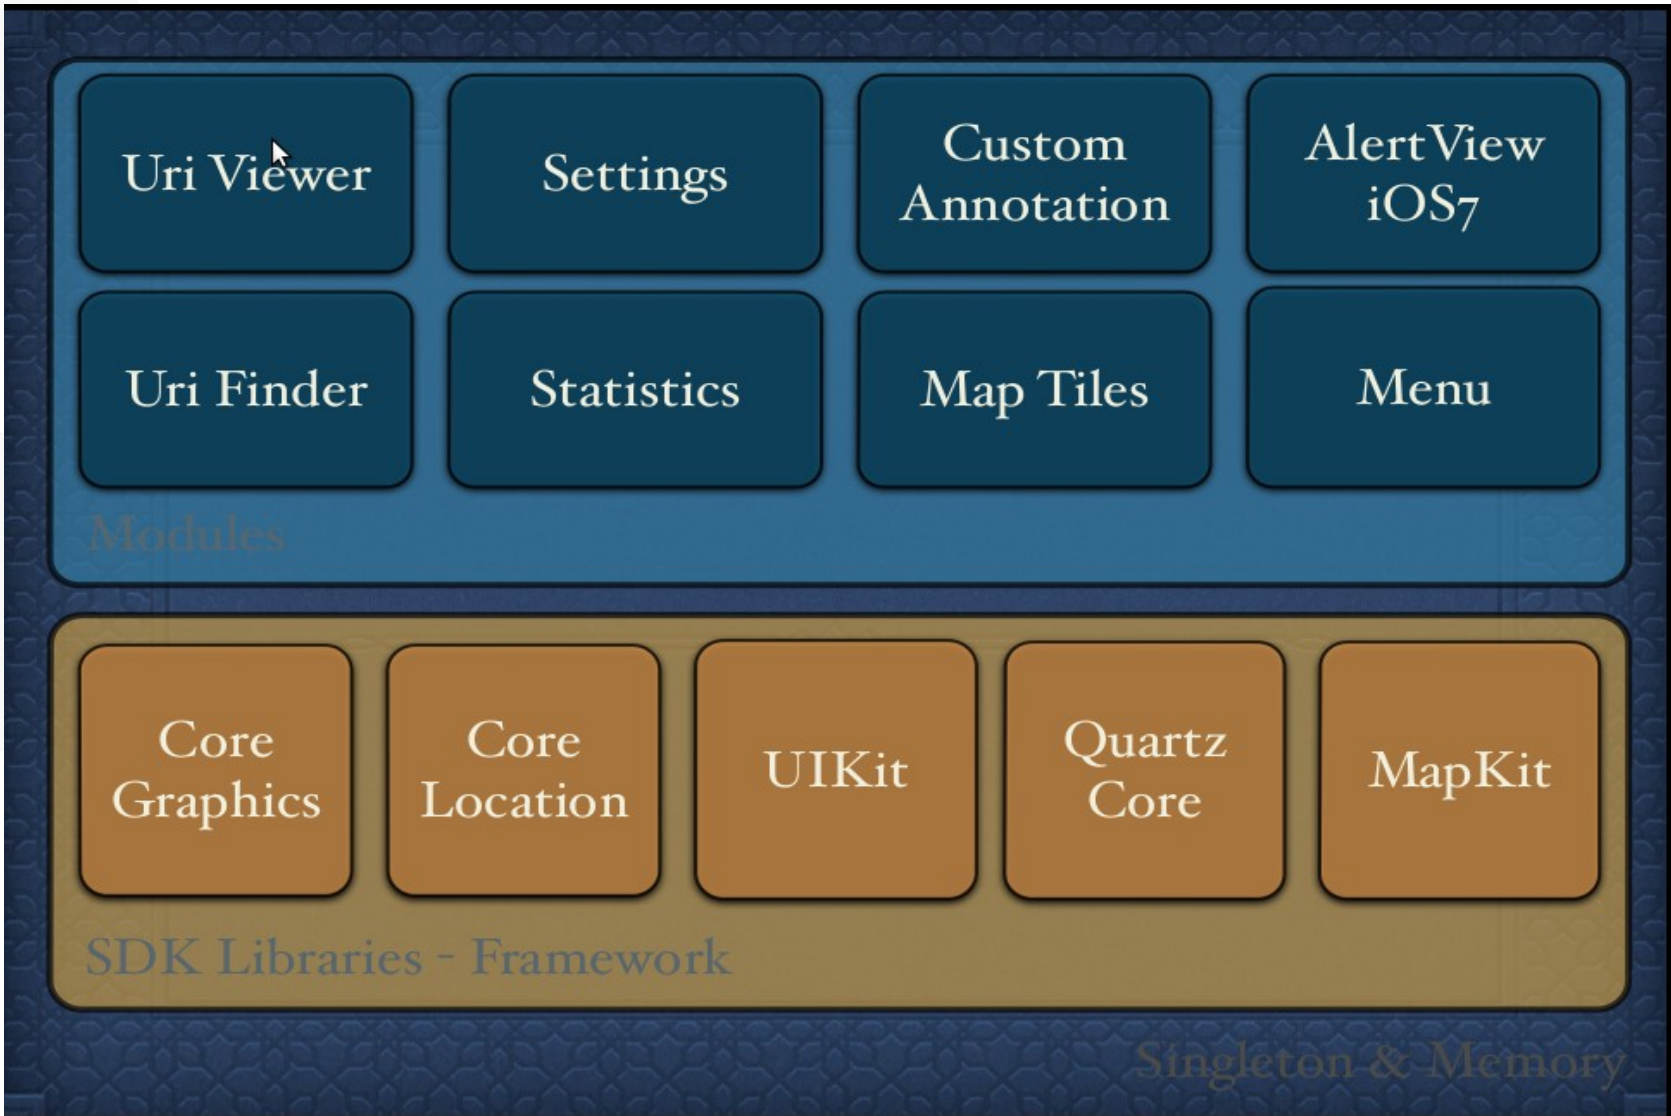 Uri Viewer
Settings
Custom
Annotation
AlertView
iOS7
Uri Finder
Statistics
Map Tiles
Menu
Modules
Core
Graphics
Core
Location
UIKit
Quartz
Core
MapKit
SDK Libraries - Framework
Singleton & Memory